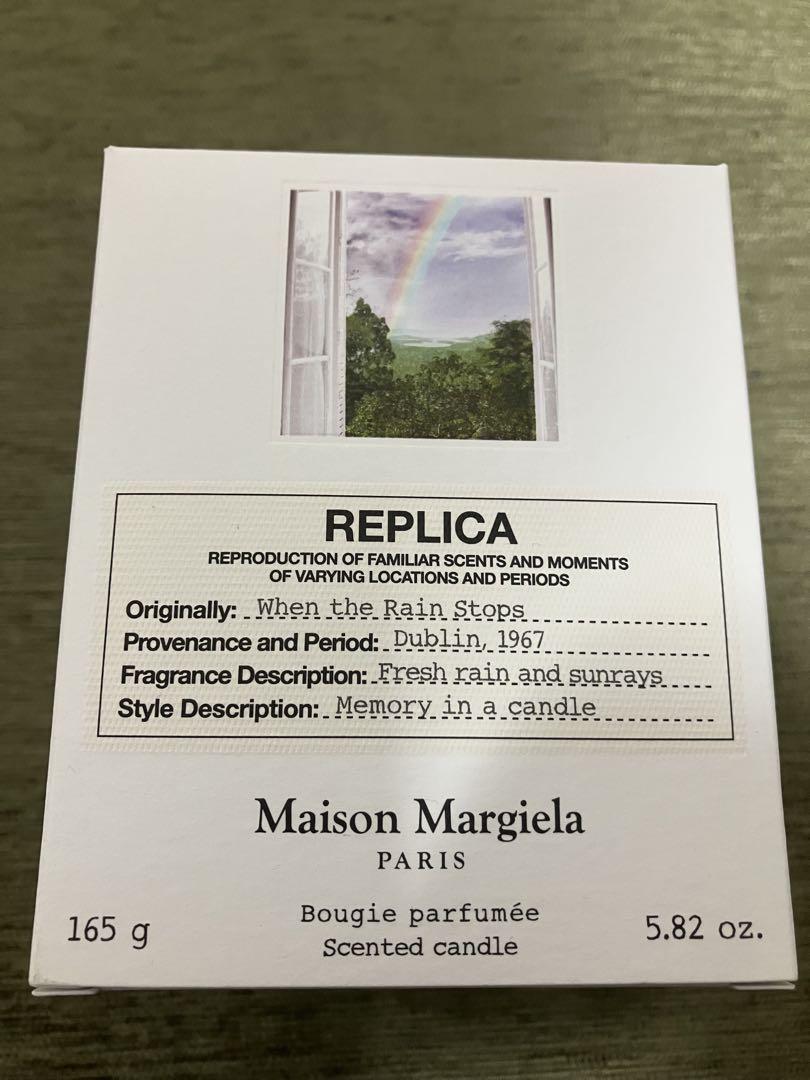 REPLICA
REPRODUCTION OF FAMILIAR SCENTS AND MOMENTS
OF VARYING LOCATIONS AND PERIODS
Originally: When the Rain Stops
Provenance and Period: Dublin, 1967
Fragrance Description: Fresh rain and sunrays
Style Description: Memory in a candle
Maison Margiela
PARIS
165 g
Bougie parfumée
Scented candle
5.82 oz.